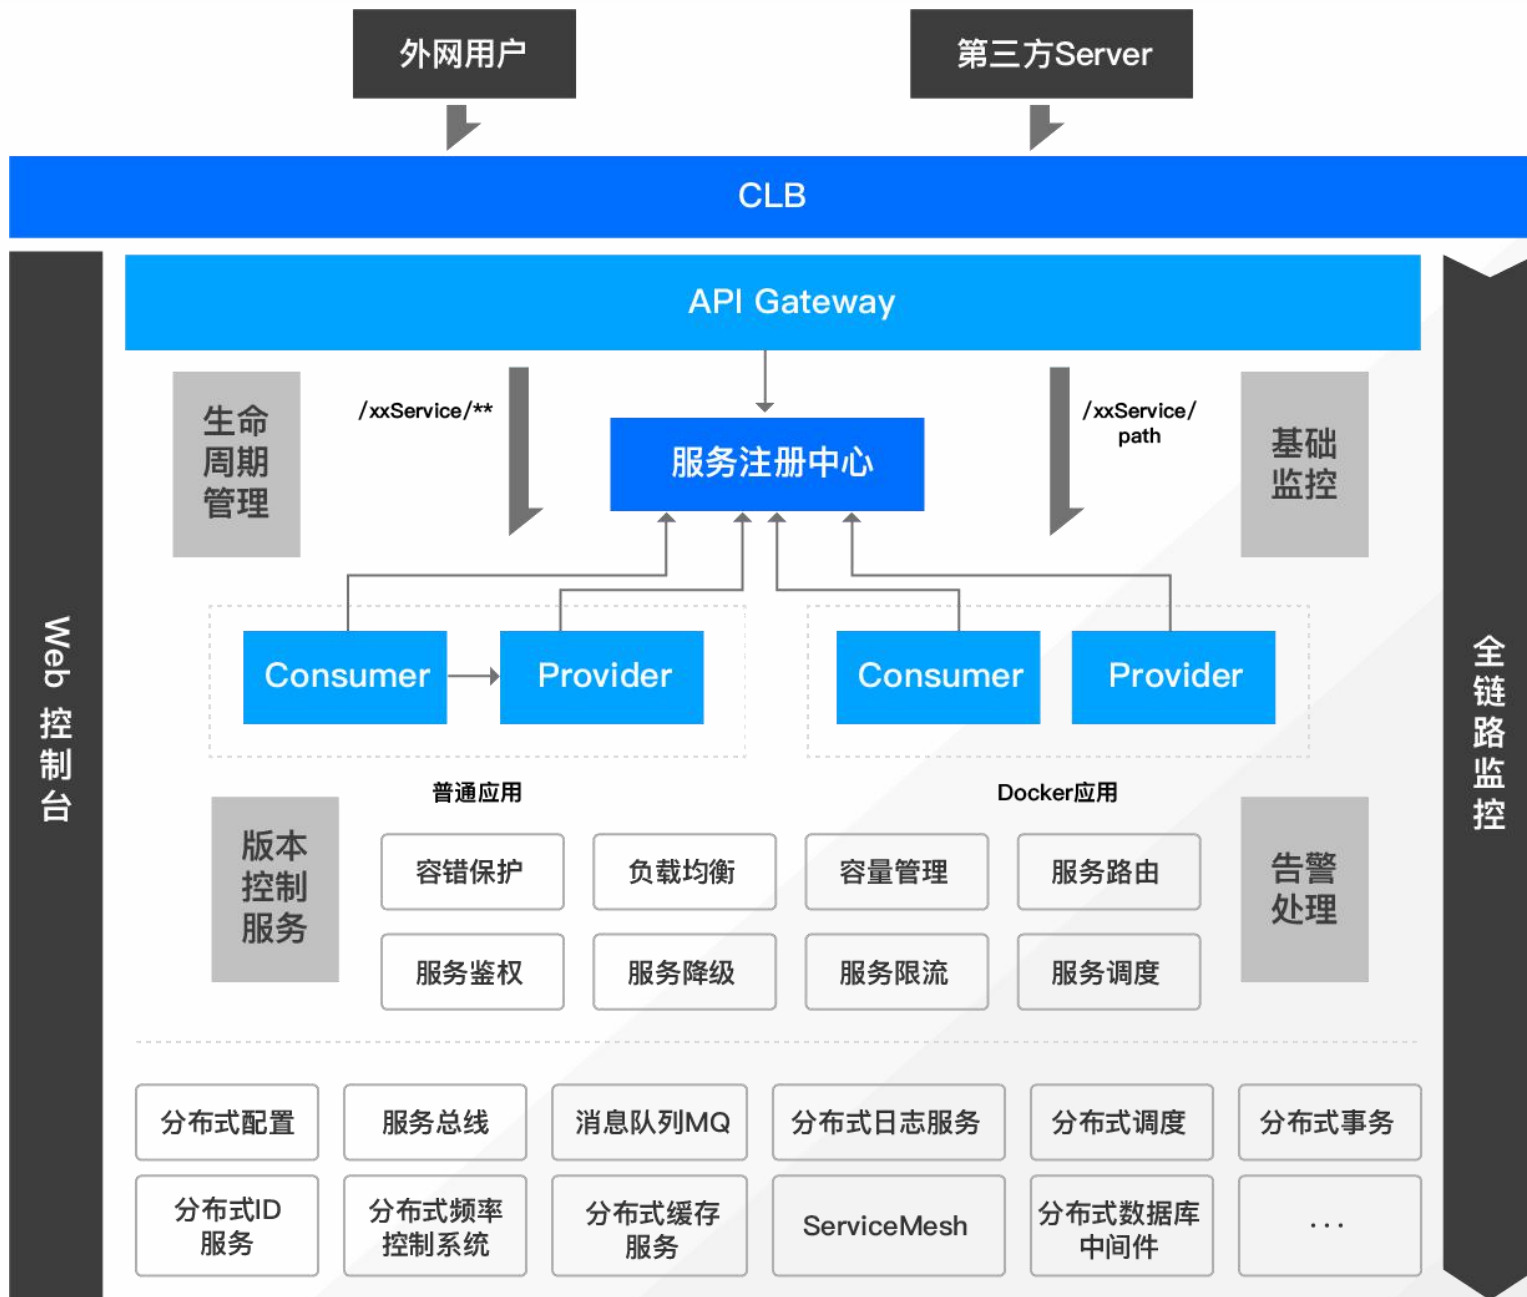 外网用户
第三方Server
CLB
API Gateway
生命
周期
管理
/xxService/**
服务注册中心
/xxService/
path
基础
监控
Web 控制台
Consumer
Provider
Consumer
Provider
全链路监控
普通应用
Docker应用
版本
控制
服务
容错保护
负载均衡
容量管理
服务路由
告警
处理
服务鉴权
服务降级
服务限流
服务调度
分布式配置
服务总线
消息队列MQ
分布式日志服务
分布式调度
分布式事务
分布式ID
服务
分布式频率
控制系统
分布式缓存
服务
ServiceMesh
分布式数据库
中间件
...